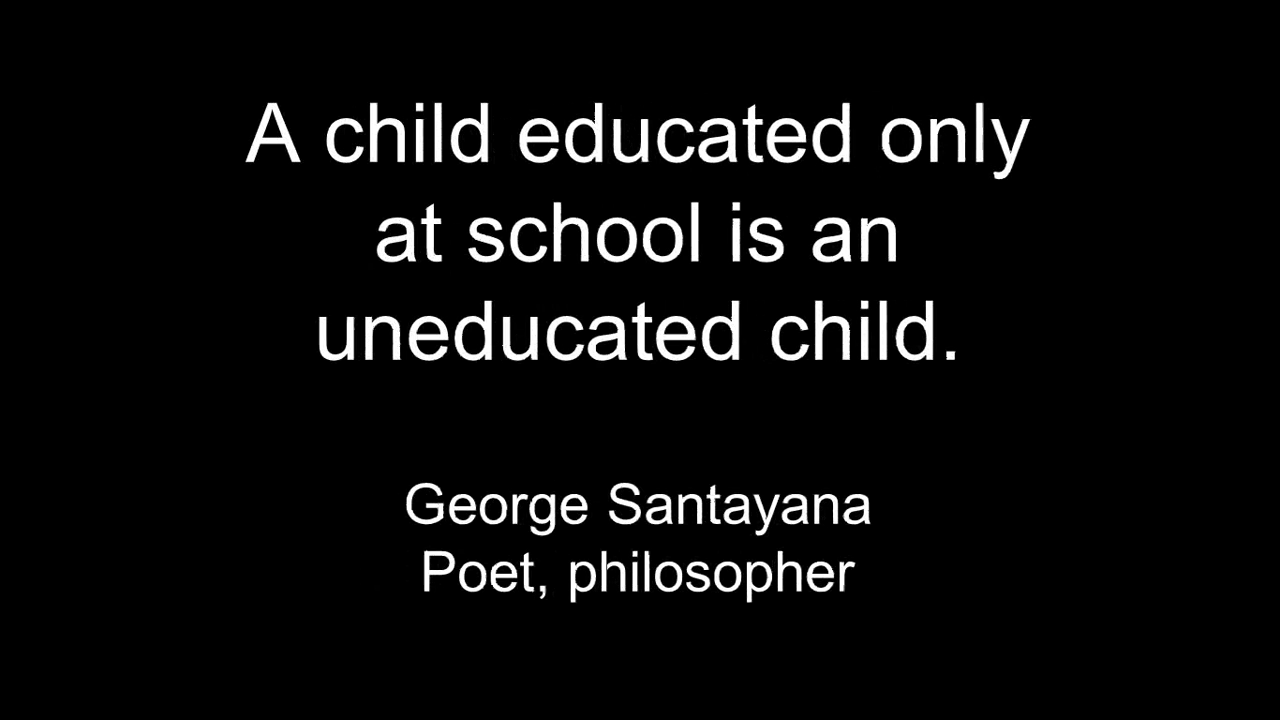 A child educated only
at school is an
uneducated child.
George Santayana
Poet, philosopher